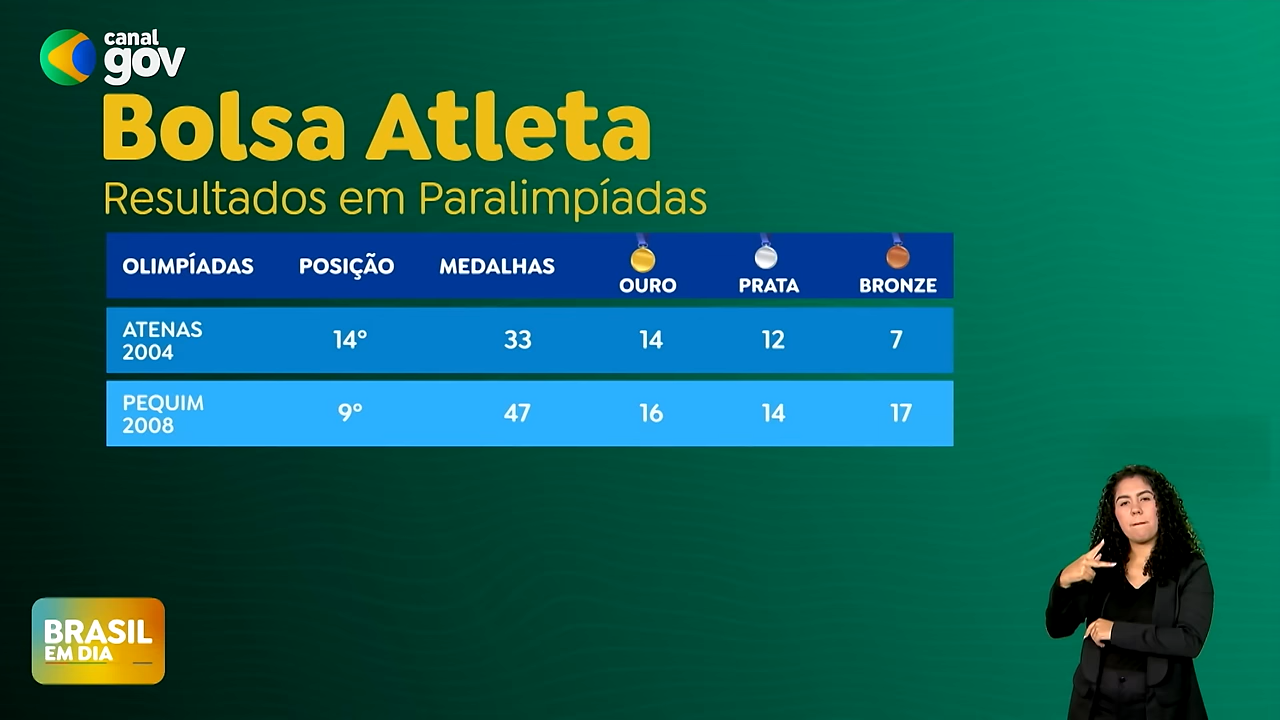 canal
gov
Bolsa Atleta
Resultados em Paralimpíadas
OLIMPÍADAS POSIÇÃO MEDALHAS OURO PRATA BRONZE
ATENAS
2004 14º 33 14 12 7
PEQUIM
2008 9º 47 16 14 17
BRASIL
EM DIA